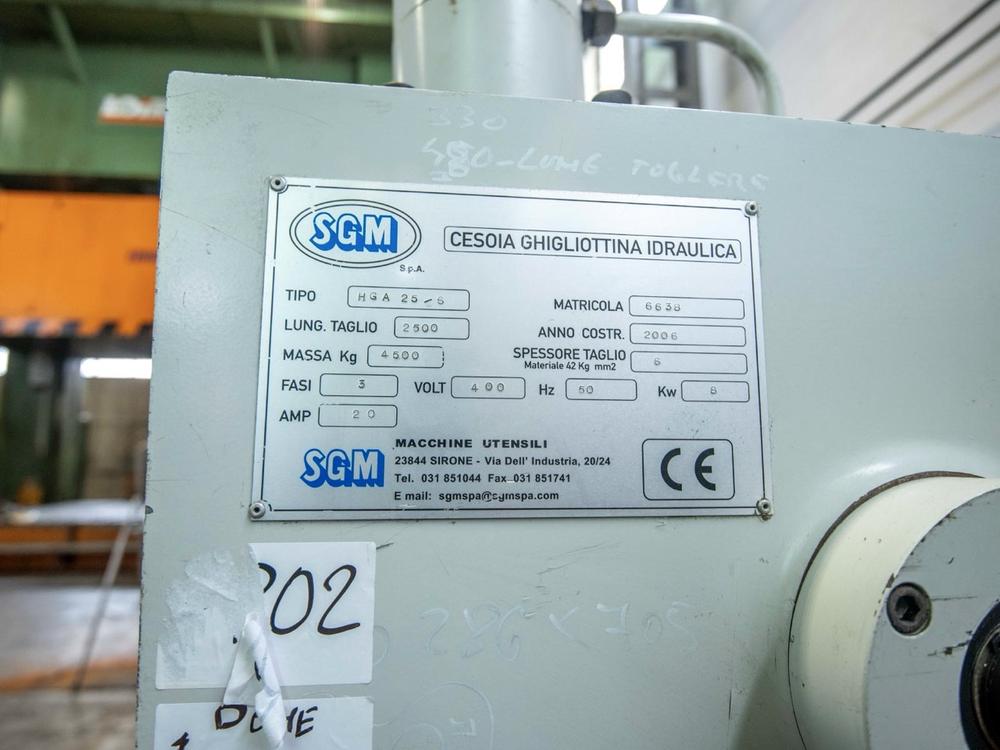 330
TOGLERE
SGM
S.p.A.
CESOIA GHIGLIOTTINA IDRAULICA
TIPO HGA 25-6
MATRICOLA 6638
LUNG. TAGLIO 2500
ANNO COSTR. 2006
MASSA Kg 4500
SPESSORE TAGLIO 6
Materiale 42 Kg mm2
FASI 3 VOLT 400 Hz 50 Kw 8
AMP 20
SGM
MACCHINE UTENSILI
23844 SIRONE - Via Dell' Industria, 20/24
Tel. 031 851044 Fax 031 851741
E mail: sgmspa@sgmspa.com
CE
02